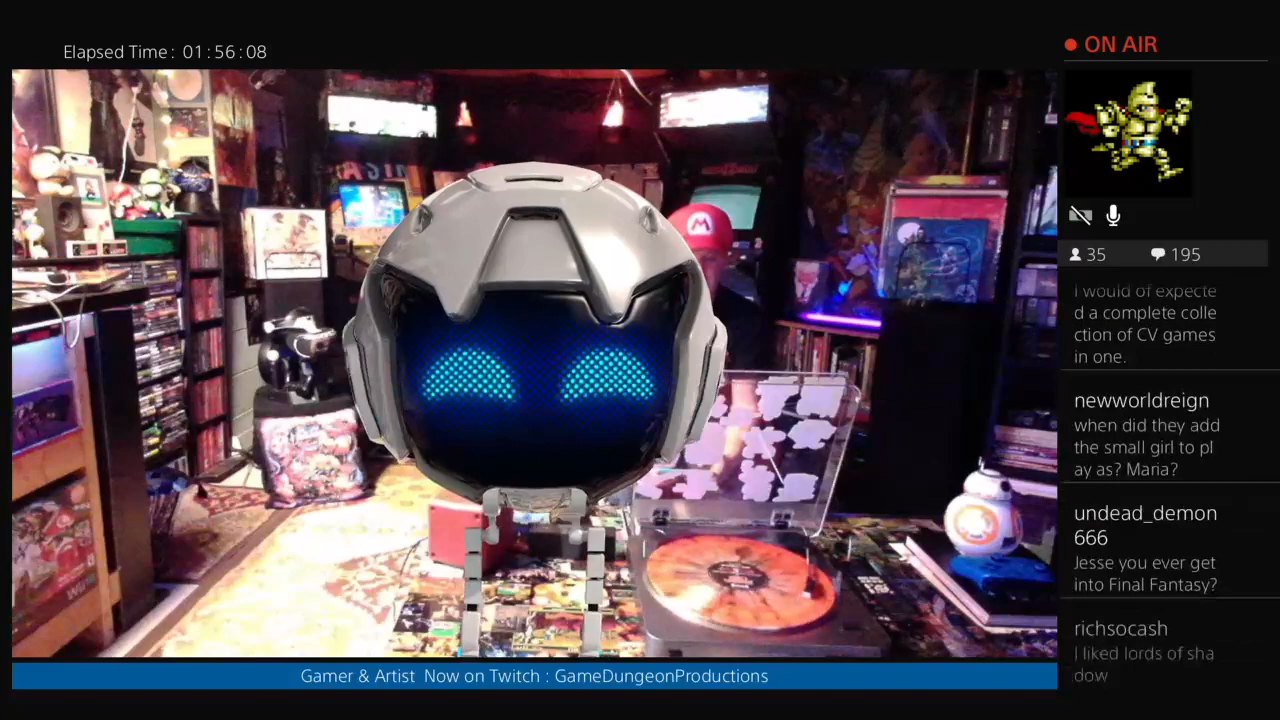 Elapsed Time: 01:56:08
ON AIR
35
195
I would of expecte
d a complete colle
ction of CV games
in one.
newworldreign
when did they add
the small girl to pl
ay as? Maria?
undead_demon
666
Jesse you ever get
into Final Fantasy?
richsocash
I liked lords of sha
dow
M
Gamer & Artist Now on Twitch : GameDungeonProductions